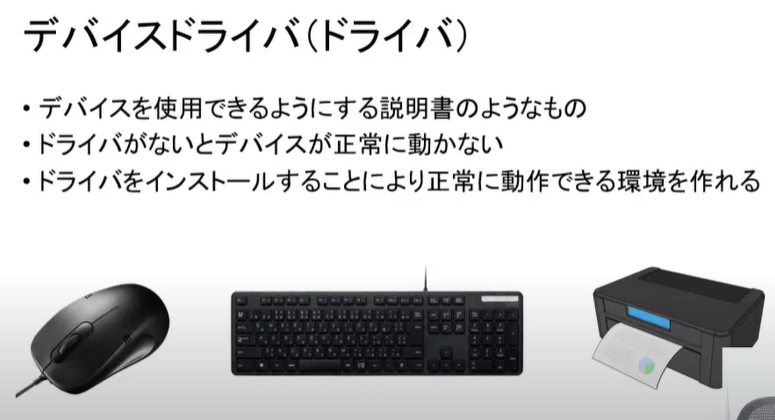 デバイスドライバ（ドライバ）
・デバイスを使用できるようにする説明書のようなもの
・ドライバがないとデバイスが正常に動かない
・ドライバをインストールすることにより正常に動作できる環境を作れる